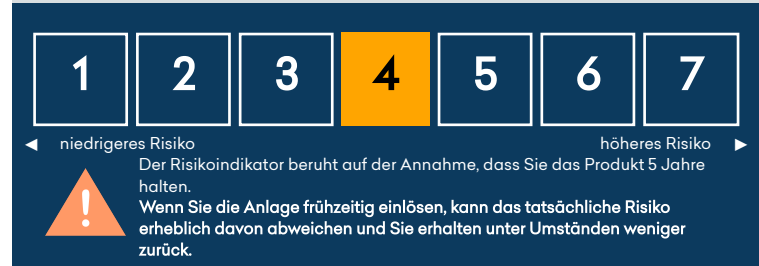 1 2 3 4 5 6 7
◀ niedrigeres Risiko höheres Risiko ▶
Der Risikoindikator beruht auf der Annahme, dass Sie das Produkt 5 Jahre
halten.
Wenn Sie die Anlage frühzeitig einlösen, kann das tatsächliche Risiko
erheblich davon abweichen und Sie erhalten unter Umständen weniger
zurück.